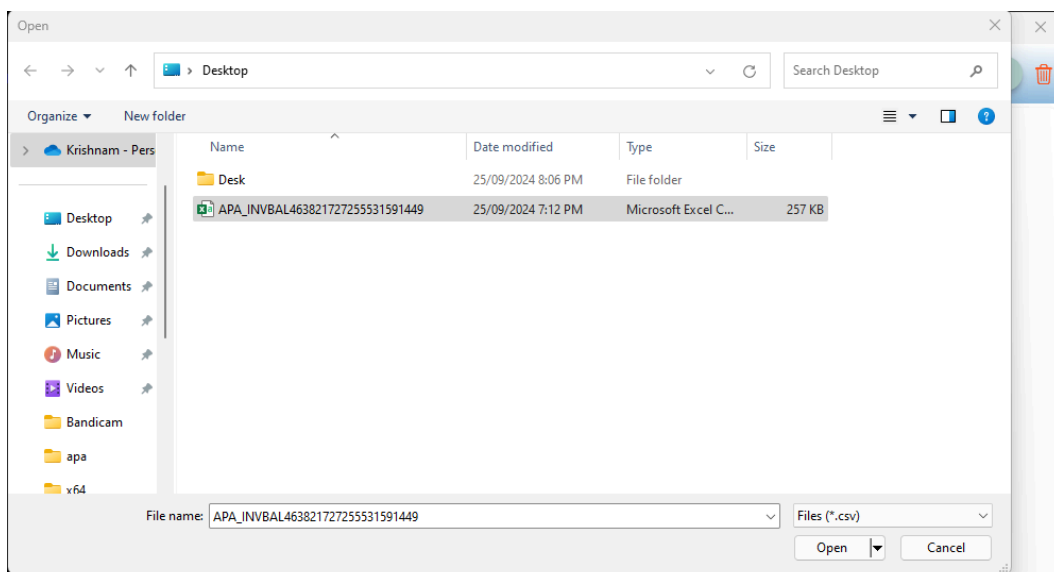 Open
Desktop
Search Desktop
Organize
New folder
Krishnam - Pers
Name
Date modified
Type
Size
Desk
25/09/2024 8:06 PM
File folder
APA_INVBAL463821727255531591449
25/09/2024 7:12 PM
Microsoft Excel C...
257 KB
Desktop
Downloads
Documents
Pictures
Music
Videos
Bandicam
apa
x64
File name:
APA_INVBAL463821727255531591449
Files (*.csv)
Open
Cancel